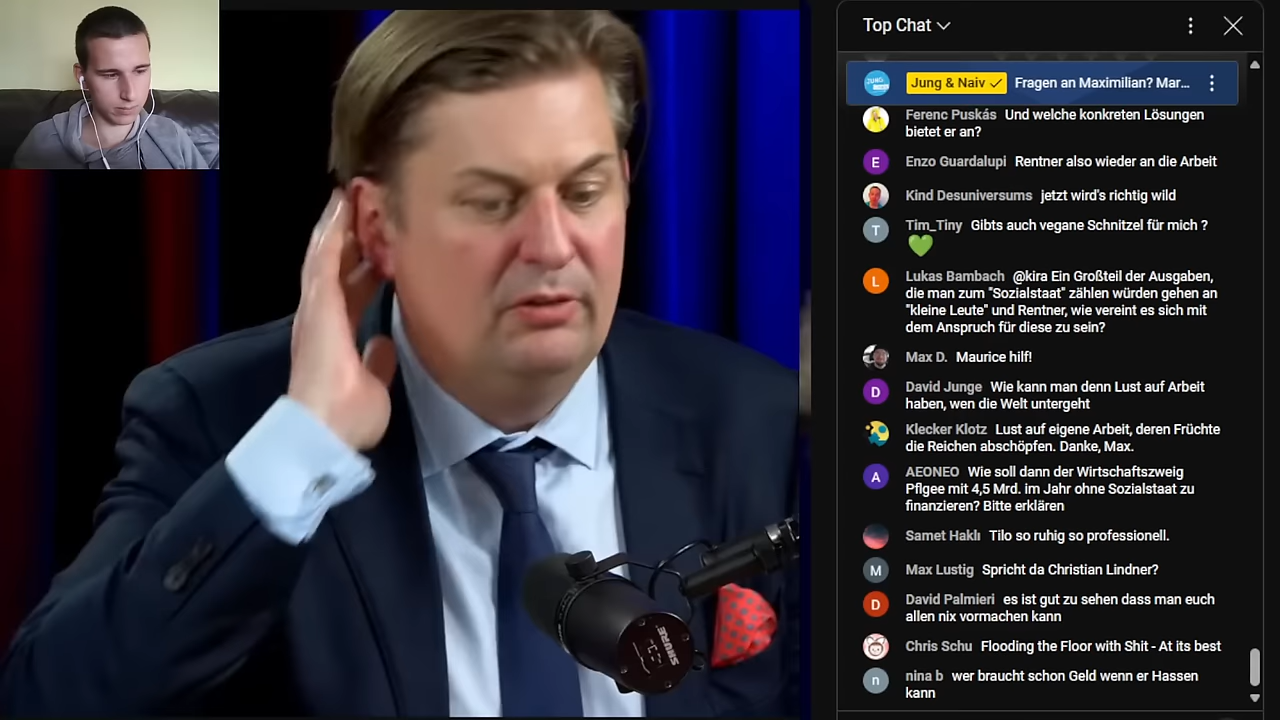 Top Chat
Jung & Naiv Fragen an Maximilian? Mar...
Ferenc Puskás Und welche konkreten Lösungen
bietet er an?
E Enzo Guardalupi Rentner also wieder an die Arbeit
Kind Desuniversums jetzt wird's richtig wild
T Tim_Tiny Gibts auch vegane Schnitzel für mich ?
L Lukas Bambach @kira Ein Großteil der Ausgaben,
die man zum "Sozialstaat" zählen würden gehen an
"kleine Leute" und Rentner, wie vereint es sich mit
dem Anspruch für diese zu sein?
Max D. Maurice hilf!
D David Junge Wie kann man denn Lust auf Arbeit
haben, wen die Welt untergeht
Klecker Klotz Lust auf eigene Arbeit, deren Früchte
die Reichen abschöpfen. Danke, Max.
A AEONEO Wie soll dann der Wirtschaftszweig
Pflgee mit 4,5 Mrd. im Jahr ohne Sozialstaat zu
finanzieren? Bitte erklären
Samet Haklı Tilo so ruhig so professionell.
M Max Lustig Spricht da Christian Lindner?
D David Palmieri es ist gut zu sehen dass man euch
allen nix vormachen kann
Chris Schu Flooding the Floor with Shit - At its best
n nina b wer braucht schon Geld wenn er Hassen
kann
SHURE